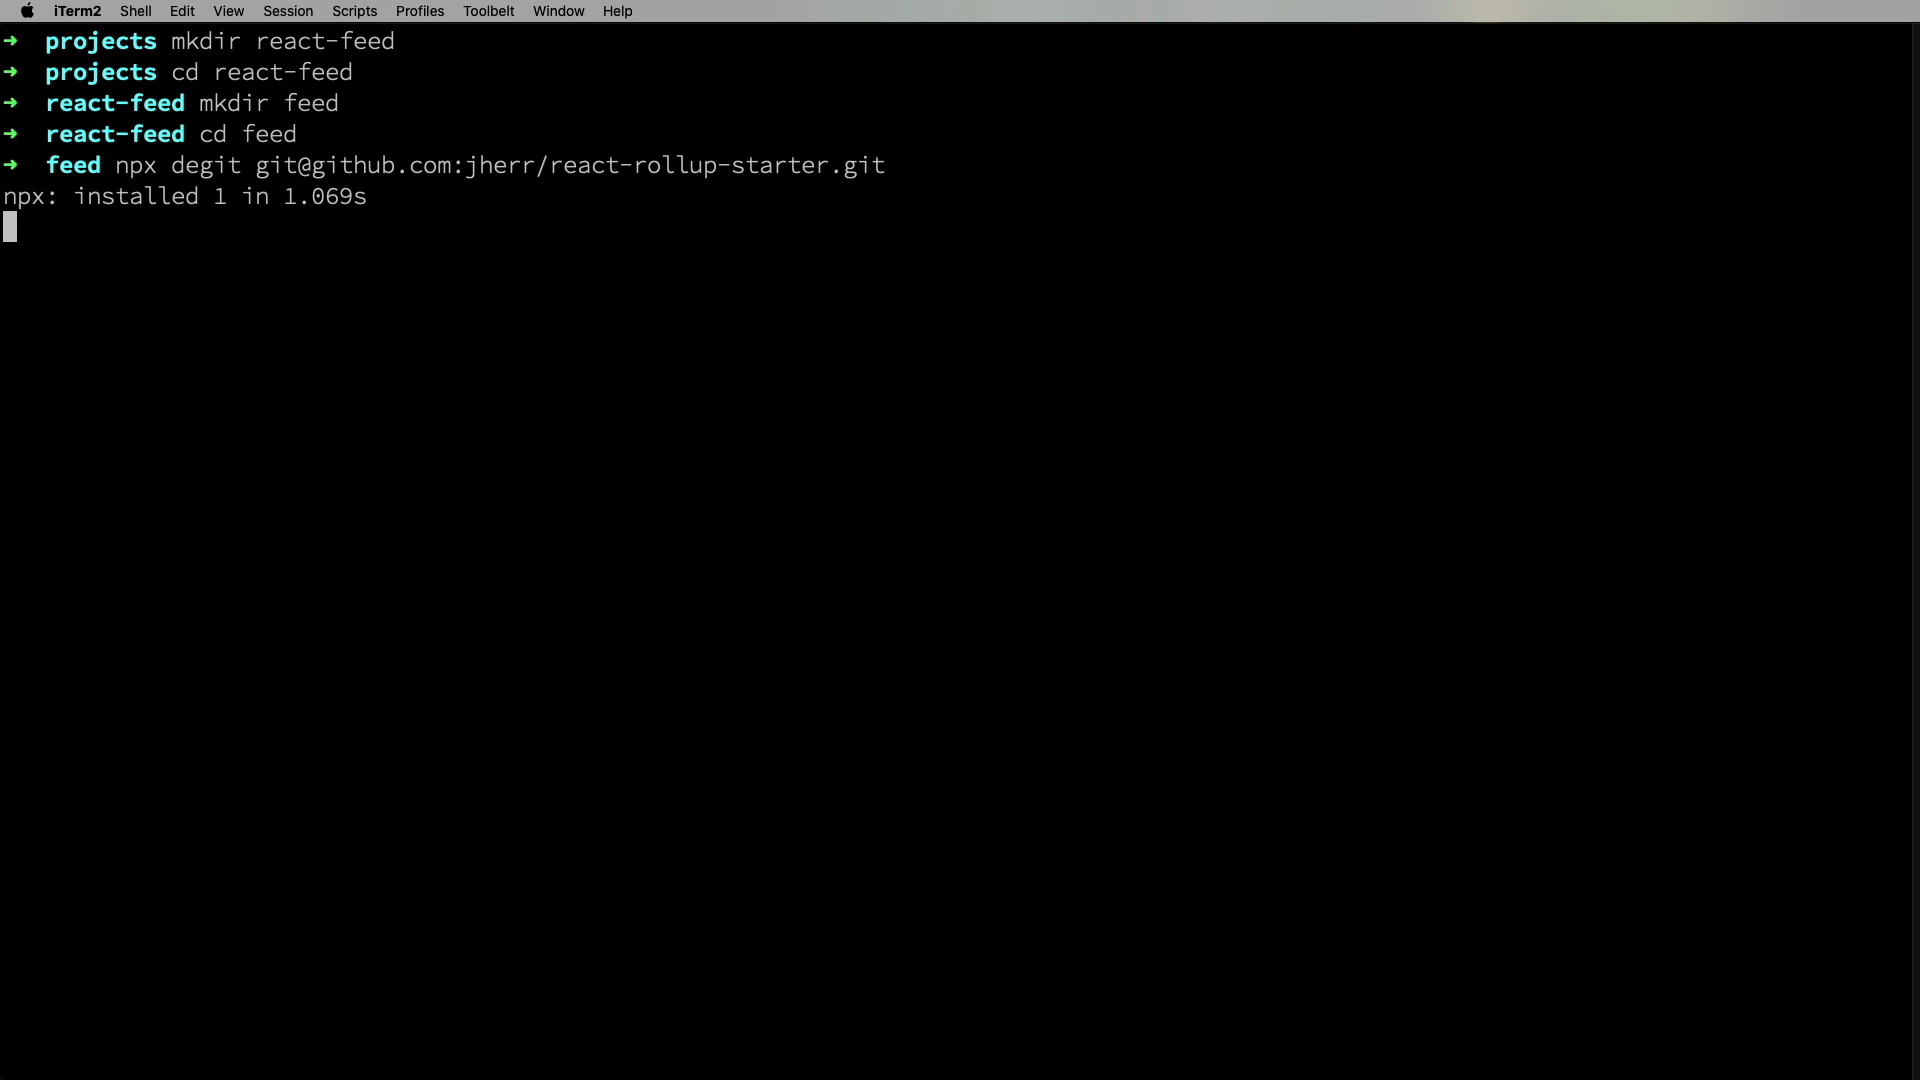 iTerm2 Shell Edit View Session Scripts Profiles Toolbelt Window Help
➜ projects mkdir react-feed
➜ projects cd react-feed
➜ react-feed mkdir feed
➜ react-feed cd feed
➜ feed npx degit git@github.com:jherr/react-rollup-starter.git
npx: installed 1 in 1.069s